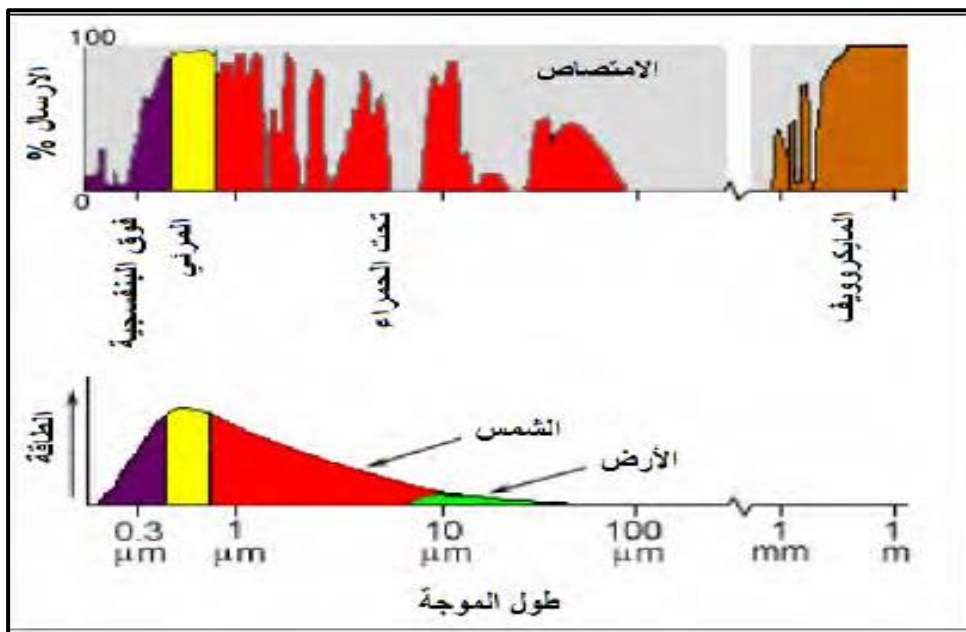 100
الارسال %
0
الامتصاص
فوق البنفسجية
المرئي
تحت الحمراء
المايكروويف
الطاقة
الشمس
الأرض
0.3
μm
1
μm
10
μm
100
μm
1
mm
1
m
طول الموجة